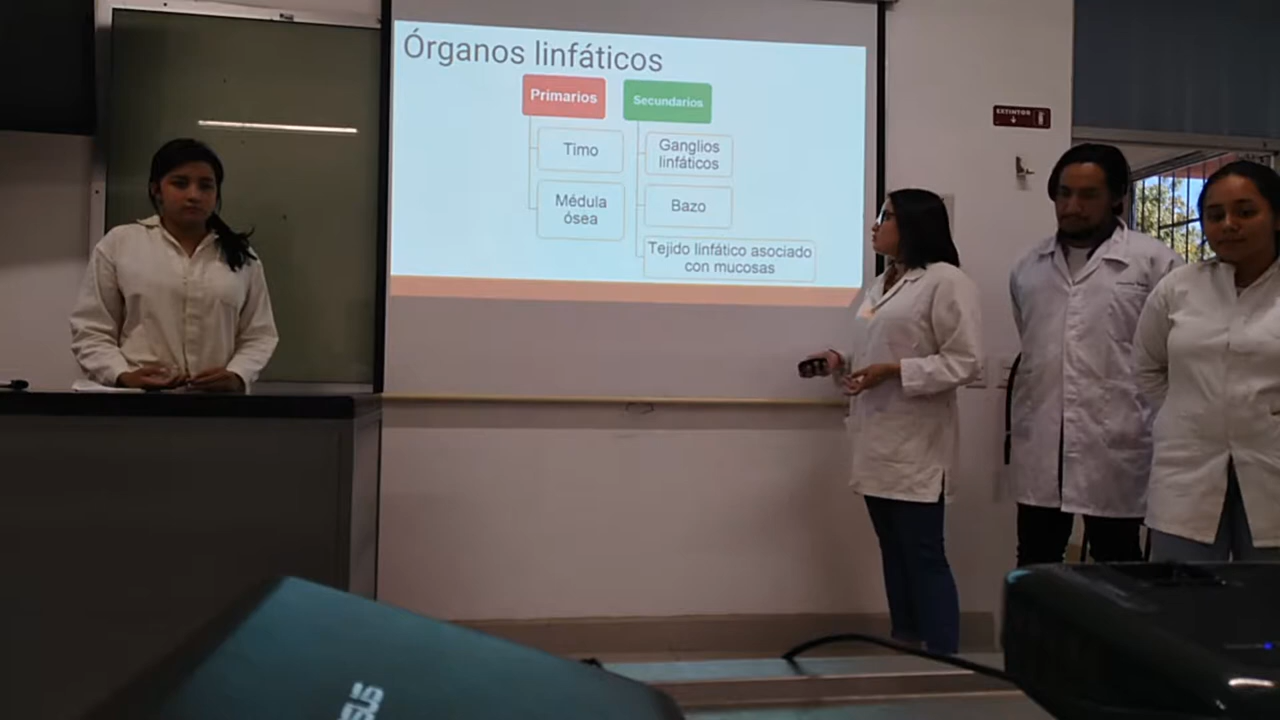 Órganos linfáticos
Primarios
Secundarios
Timo
Ganglios
linfáticos
Médula
ósea
Bazo
Tejido linfático asociado
con mucosas
EXTINTOR